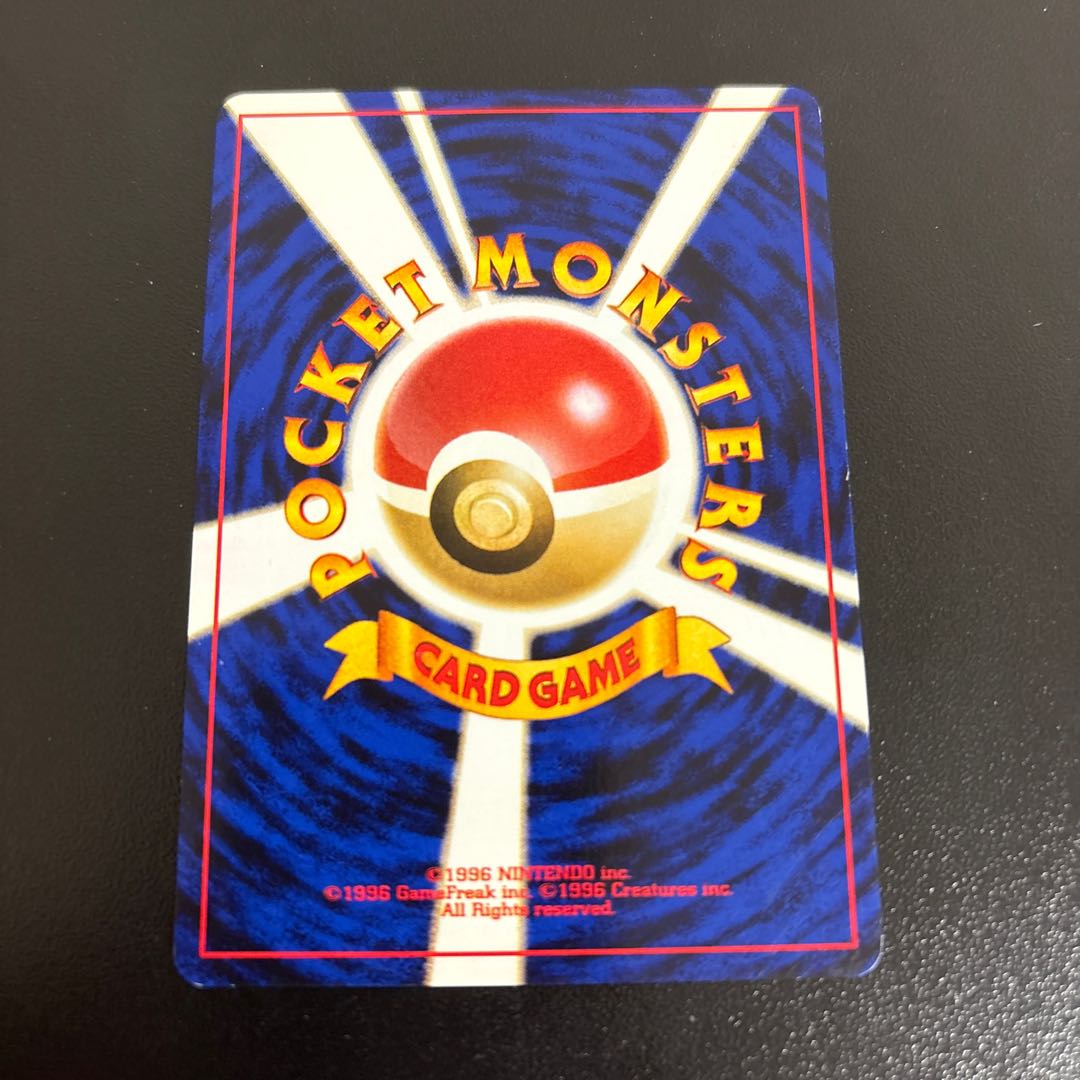 POCKET MONSTERS
CARD GAME
©1996 NINTENDO inc.
©1996 GameFreak inc. ©1996 Creatures inc.
All Rights reserved.